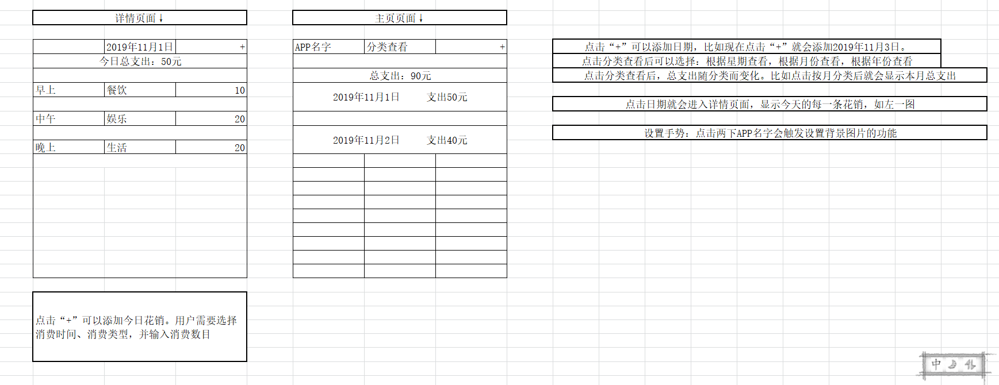 详情页面↓
2019年11月1日 +
今日总支出：50元
早上 餐饮 10
中午 娱乐 20
晚上 生活 20
点击“+”可以添加今日花销。用户需要选择
消费时间、消费类型，并输入消费数目
主页页面↓
APP名字 分类查看 +
总支出：90元
2019年11月1日 支出50元
2019年11月2日 支出40元
点击“+”可以添加日期，比如现在点击“+”就会添加2019年11月3日。
点击分类查看后可以选择：根据星期查看，根据月份查看，根据年份查看
点击分类查看后，总支出随分类而变化。比如点击按月分类后就会显示本月总支出
点击日期就会进入详情页面，显示今天的每一条花销，如左一图
设置手势：点击两下APP名字会触发设置背景图片的功能
中